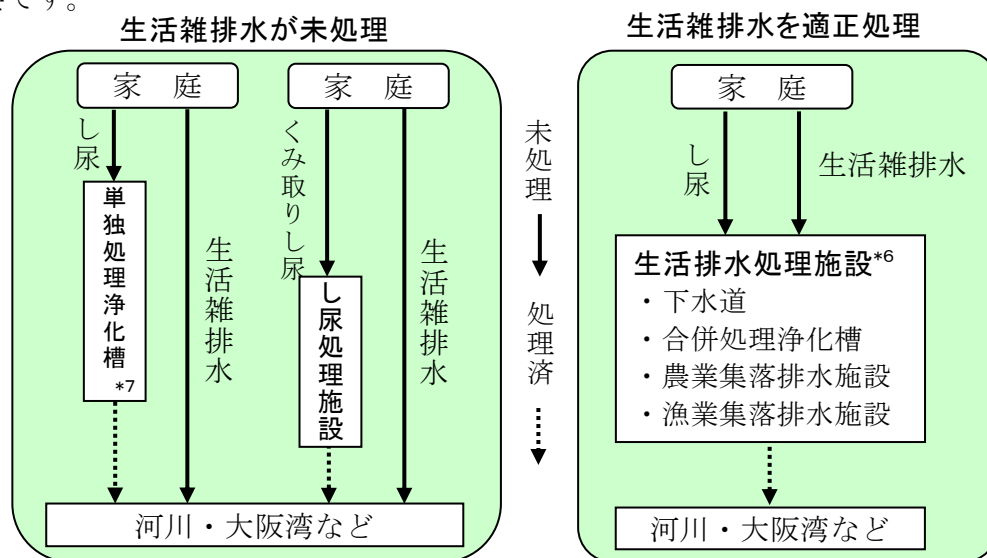 です。
生活雑排水が未処理
家 庭
し尿
単独処理浄化槽
*7
生活雑排水
家 庭
くみ取りし尿
し尿処理施設
生活雑排水
河川・大阪湾など
未処理
処理済
生活雑排水を適正処理
家 庭
し尿
生活雑排水
生活排水処理施設*6
・下水道
・合併処理浄化槽
・農業集落排水施設
・漁業集落排水施設
河川・大阪湾など